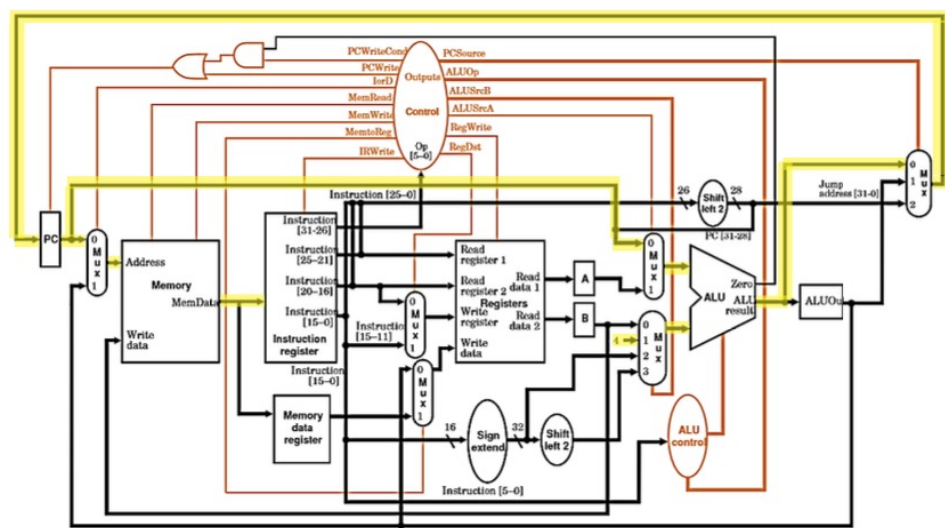 PCWriteCond
PCWrite
IorD
MemRead
MemWrite
MemtoReg
IRWrite
Outputs
Control
Op
[5–0]
PCSource
ALUOp
ALUSrcB
ALUSrcA
RegWrite
RegDst
PC
0
M
u
x
1
Address
Memory
MemData
Write
data
Instruction [25–0]
Instruction
[31-26]
Instruction
[25–21]
Instruction
[20–16]
Instruction
[15–0]
Instruction
register
Instruction
[15–11]
Instruction
[15–0]
Memory
data
register
0
M
u
x
1
0
M
u
x
1
Read
register 1
Read
register 2
Registers
Write
register
Write
data
Read
data 1
Read
data 2
A
B
16
Sign
extend
32
Shift
left 2
Instruction [5–0]
26
Shift
left 2
28
Jump
address [31-0]
PC [31-28]
0
M
u
x
1
4
0
1
M
u
x
2
3
Zero
ALU
ALU
result
ALUOu
ALU
control
0
1
2
M
u
x